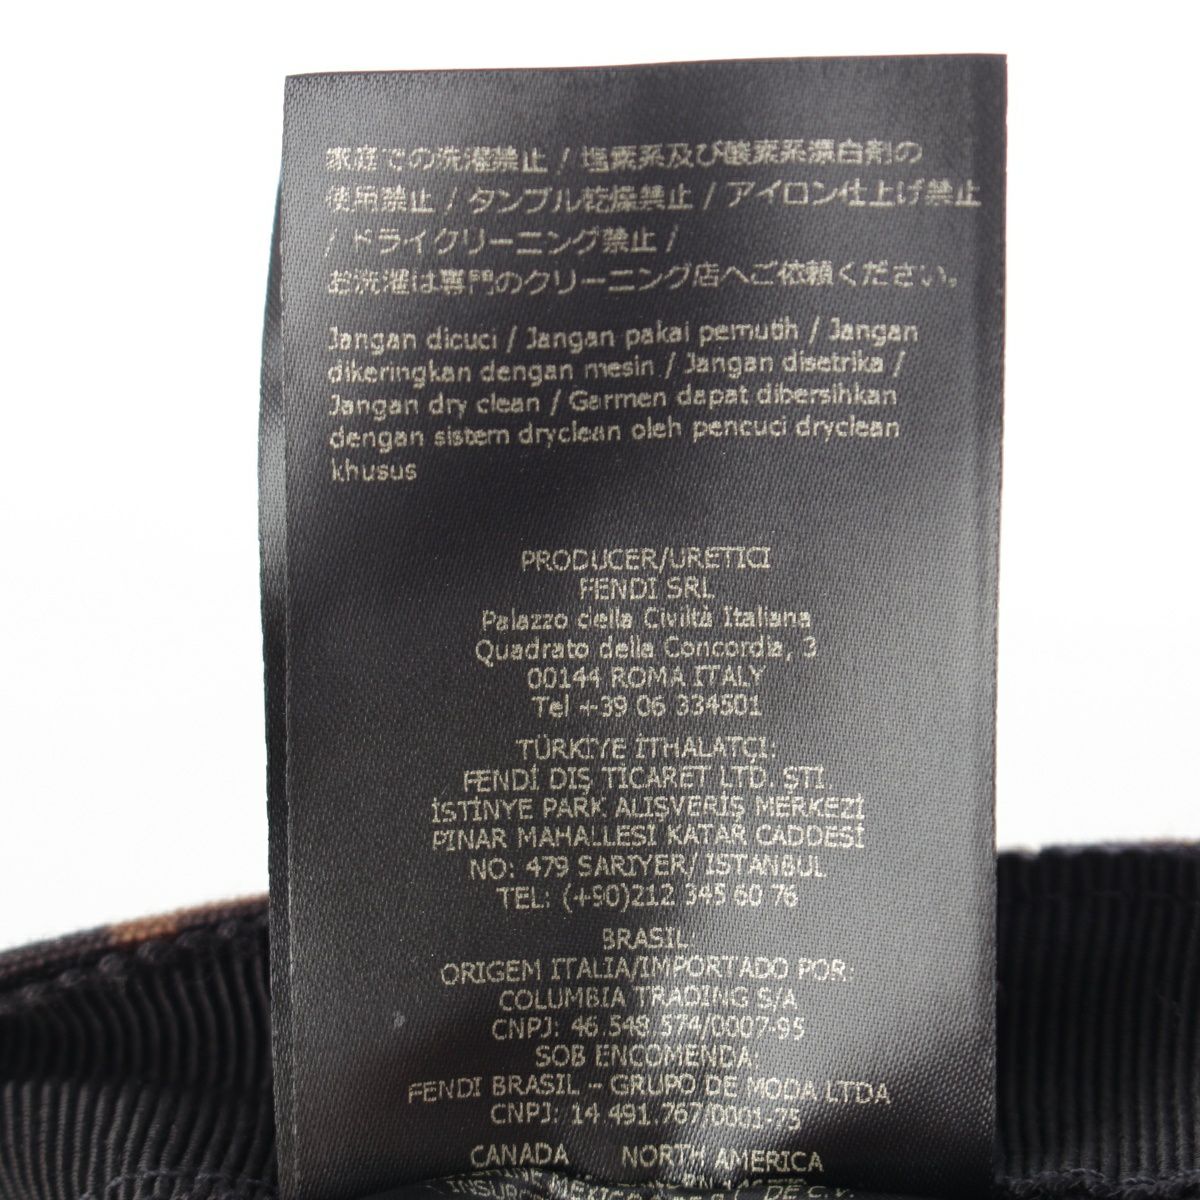 家庭での洗濯禁止 / 塩素系及び酸素系漂白剤の
使用禁止 / タンブル乾燥禁止 / アイロン仕上げ禁止
/ ドライクリーニング禁止 /
お洗濯は専門のクリーニング店へご依頼ください。
Jangan dicuci / Jangan pakai pemutih / Jangan
dikeringkan dengan mesin / Jangan disetrika /
Jangan dry clean / Garmen dapat dibersihkan
dengan sistem dryclean oleh pencuci dryclean
khusus
PRODUCER/URETICI
FENDI SRL
Palazzo della Civiltà Italiana
Quadrato della Concordia, 3
00144 ROMA ITALY
Tel +39 06 334501
TÜRKİYE İTHALATÇI:
FENDİ DIŞ TİCARET LTD. ŞTI.
İSTİNYE PARK ALIŞVERİŞ MERKEZİ
PINAR MAHALLESİ KATAR CADDESİ
NO: 479 SARIYER/ İSTANBUL
TEL: (+90)212 345 60 76
BRASIL
ORIGEM ITALIA/IMPORTADO POR:
COLUMBIA TRADING S/A
CNPJ: 46.548.574/0007-95
SOB ENCOMENDA:
FENDI BRASIL – GRUPO DE MODA LTDA
CNPJ: 14.491.767/0001-75
CANADA NORTH AMERICA
DE C.V.